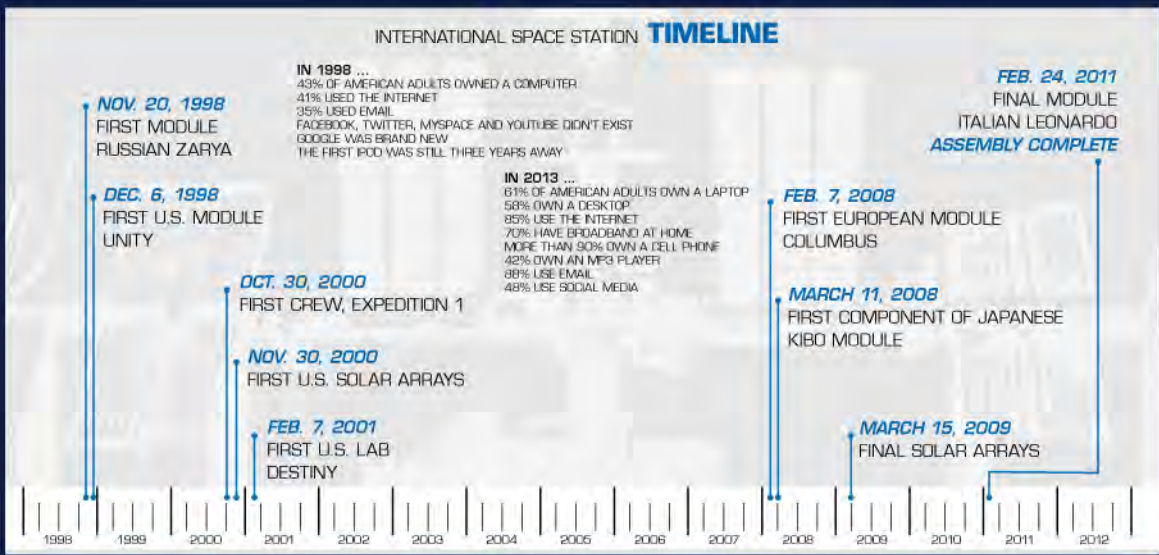 INTERNATIONAL SPACE STATION TIMELINE
NOV. 20, 1998
FIRST MODULE
RUSSIAN ZARYA
DEC. 6, 1998
FIRST U.S. MODULE
UNITY
IN 1998 ...
43% OF AMERICAN ADULTS OWNED A COMPUTER
41% USED THE INTERNET
35% USED EMAIL
FACEBOOK, TWITTER, MYSPACE AND YOUTUBE DIDN'T EXIST
GOOGLE WAS BRAND NEW
THE FIRST IPOD WAS STILL THREE YEARS AWAY
OCT. 30, 2000
FIRST CREW, EXPEDITION 1
NOV. 30, 2000
FIRST U.S. SOLAR ARRAYS
FEB. 7, 2001
FIRST U.S. LAB
DESTINY
IN 2013 ...
61% OF AMERICAN ADULTS OWN A LAPTOP
58% OWN A DESKTOP
85% USE THE INTERNET
70% HAVE BROADBAND AT HOME
MORE THAN 90% OWN A CELL PHONE
42% OWN AN MP3 PLAYER
88% USE EMAIL
48% USE SOCIAL MEDIA
FEB. 7, 2008
FIRST EUROPEAN MODULE
COLUMBUS
MARCH 11, 2008
FIRST COMPONENT OF JAPANESE
KIBO MODULE
MARCH 15, 2009
FINAL SOLAR ARRAYS
FEB. 24, 2011
FINAL MODULE
ITALIAN LEONARDO
ASSEMBLY COMPLETE
1998 1999 2000 2001 2002 2003 2004 2005 2006 2007 2008 2009 2010 2011 2012